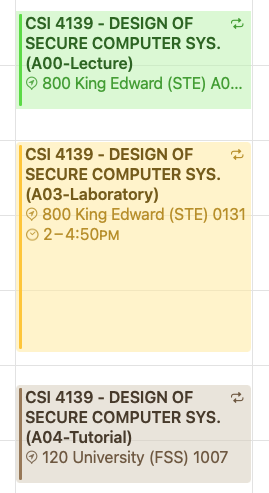 CSI 4139 - DESIGN OF
SECURE COMPUTER SYS.
(A00-Lecture)
800 King Edward (STE) A0...
CSI 4139 - DESIGN OF
SECURE COMPUTER SYS.
(A03-Laboratory)
800 King Edward (STE) 0131
2–4:50PM
CSI 4139 - DESIGN OF
SECURE COMPUTER SYS.
(A04-Tutorial)
120 University (FSS) 1007